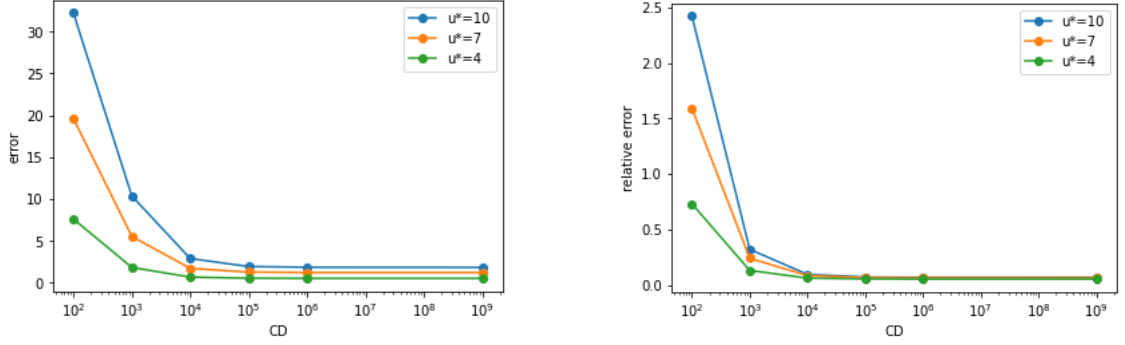 30
25
20
15
10
5
0
error
10²
10³
10⁴
10⁵
10⁶
10⁷
10⁸
10⁹
CD
u*=10
u*=7
u*=4
2.5
2.0
1.5
1.0
0.5
0.0
relative error
10²
10³
10⁴
10⁵
10⁶
10⁷
10⁸
10⁹
CD
u*=10
u*=7
u*=4